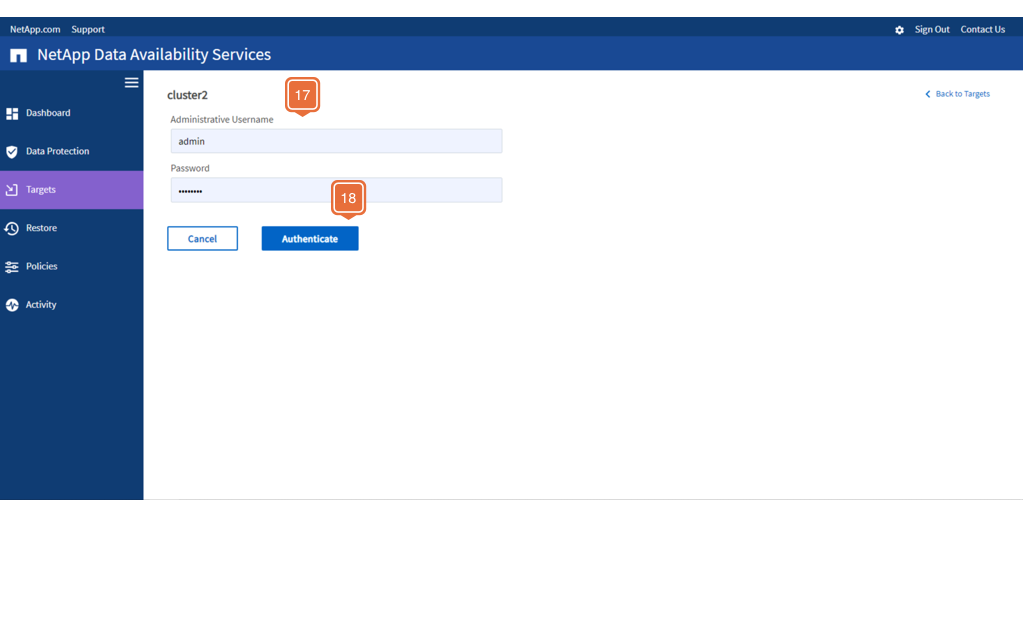 NetApp.com Support Sign Out Contact Us
NetApp Data Availability Services
cluster2 17 Back to Targets
Administrative Username
Dashboard
admin
Data Protection
Password
Targets
••••••••
18
Restore
Cancel Authenticate
Policies
Activity